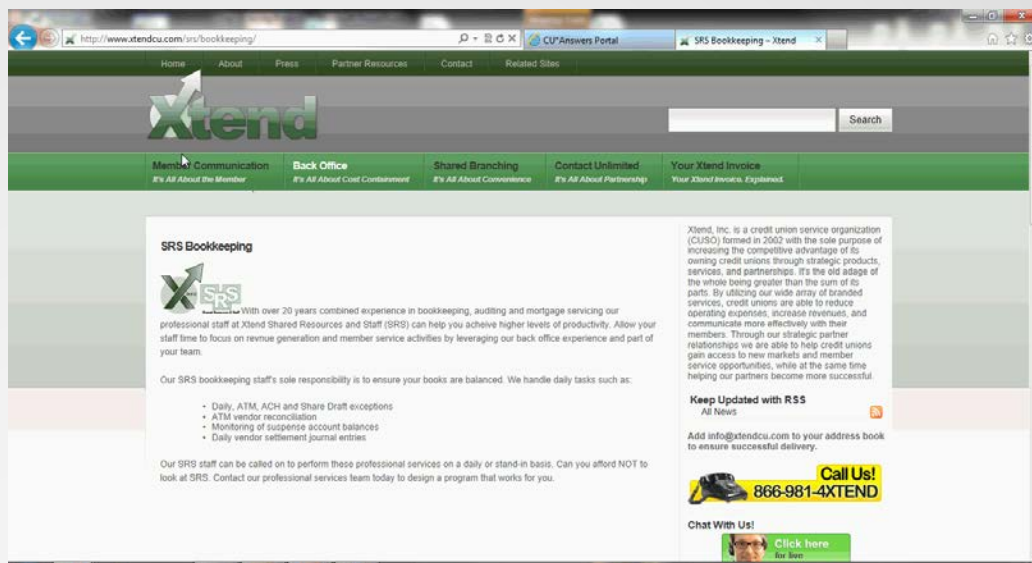 http://www.xtendcu.com/srs/bookkeeping/
CU*Answers Portal
SRS Bookkeeping – Xtend
Home About Press Partner Resources Contact Related Sites
Xtend
Search
Member Communication Back Office Shared Branching Contact Unlimited Your Xtend Invoice
It's All About the Member It's All About Cost Containment It's All About Convenience It's All About Partnership Your Xtend Invoice. Explained.
SRS Bookkeeping
X SRS
With over 20 years combined experience in bookkeeping, auditing and mortgage servicing our
professional staff at Xtend Shared Resources and Staff (SRS) can help you acheive higher levels of productivity. Allow your
staff time to focus on revnue generation and member service activities by leveraging our back office experience and part of
your team.
Our SRS bookkeeping staff's sole responsibility is to ensure your books are balanced. We handle daily tasks such as:
• Daily, ATM, ACH and Share Draft exceptions
• ATM vendor reconciliation
• Monitoring of suspense account balances
• Daily vendor settlement journal entries
Our SRS staff can be called on to perform these professional services on a daily or stand-in basis. Can you afford NOT to
look at SRS. Contact our professional services team today to design a program that works for you.
Xtend, Inc. is a credit union service organization
(CUSO) formed in 2002 with the sole purpose of
increasing the competitive advantage of its
owning credit unions through strategic products,
services, and partnerships. It's the old adage of
the whole being greater than the sum of its
parts. By utilizing our wide array of branded
services, credit unions are able to reduce
operating expenses, increase revenues, and
communicate more effectively with their
members. Through our strategic partner
relationships we are able to help credit unions
gain access to new markets and member
service opportunities, while at the same time
helping our partners become more successful.
Keep Updated with RSS
All News
Add info@xtendcu.com to your address book
to ensure successful delivery.
Call Us!
866-981-4XTEND
Chat With Us!
Click here
for live